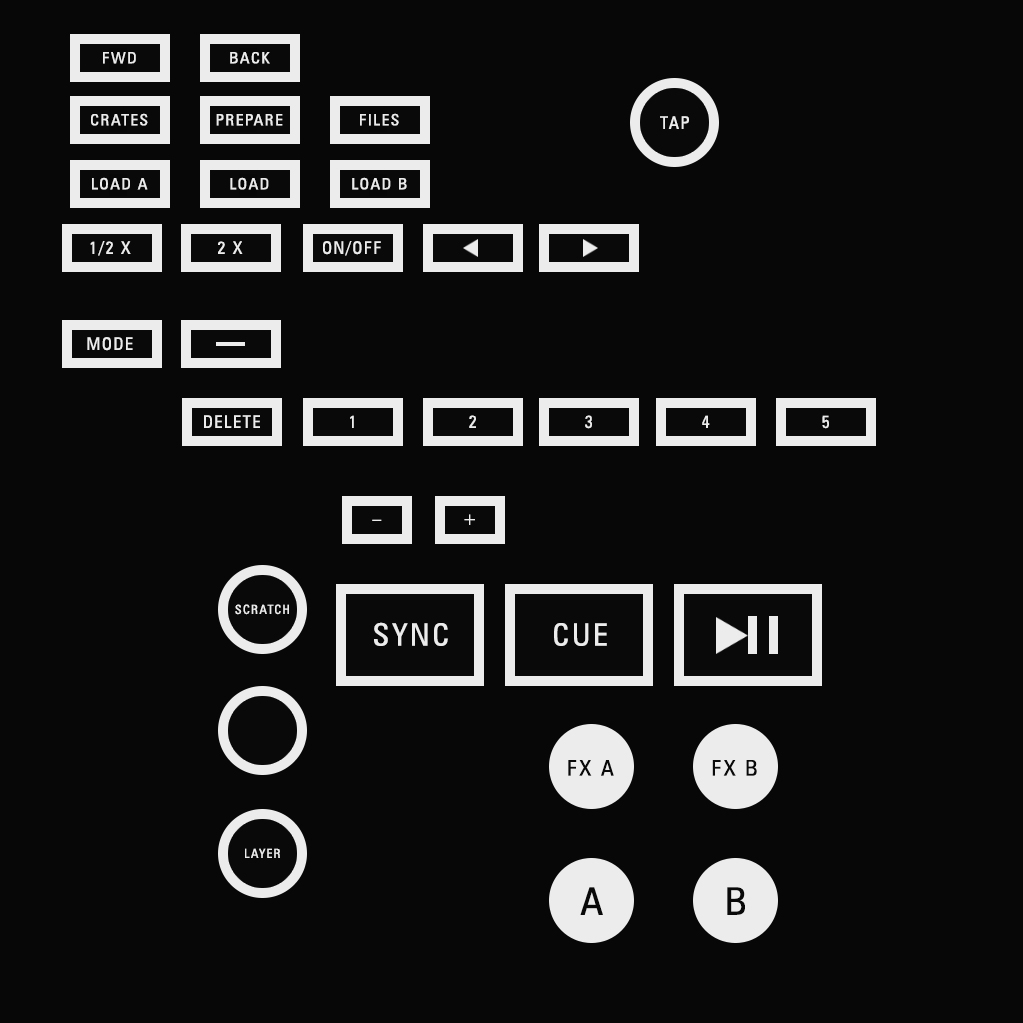 FWD BACK
CRATES PREPARE FILES
TAP
LOAD A LOAD LOAD B
1/2 X 2 X ON/OFF
MODE —
DELETE 1 2 3 4 5
− +
SCRATCH
SYNC CUE
FX A FX B
LAYER
A B